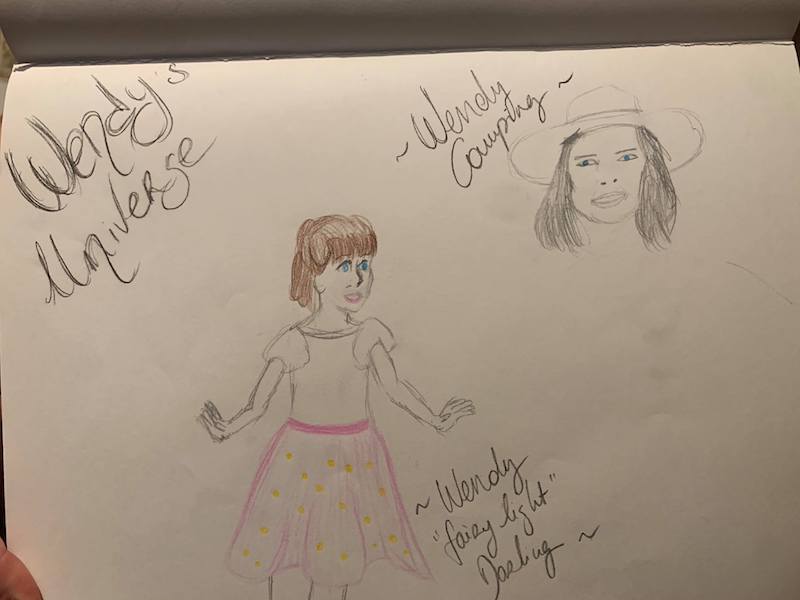 Wendy's
Universe
~ Wendy
Camping ~
~ Wendy
"fairy light"
Darling ~